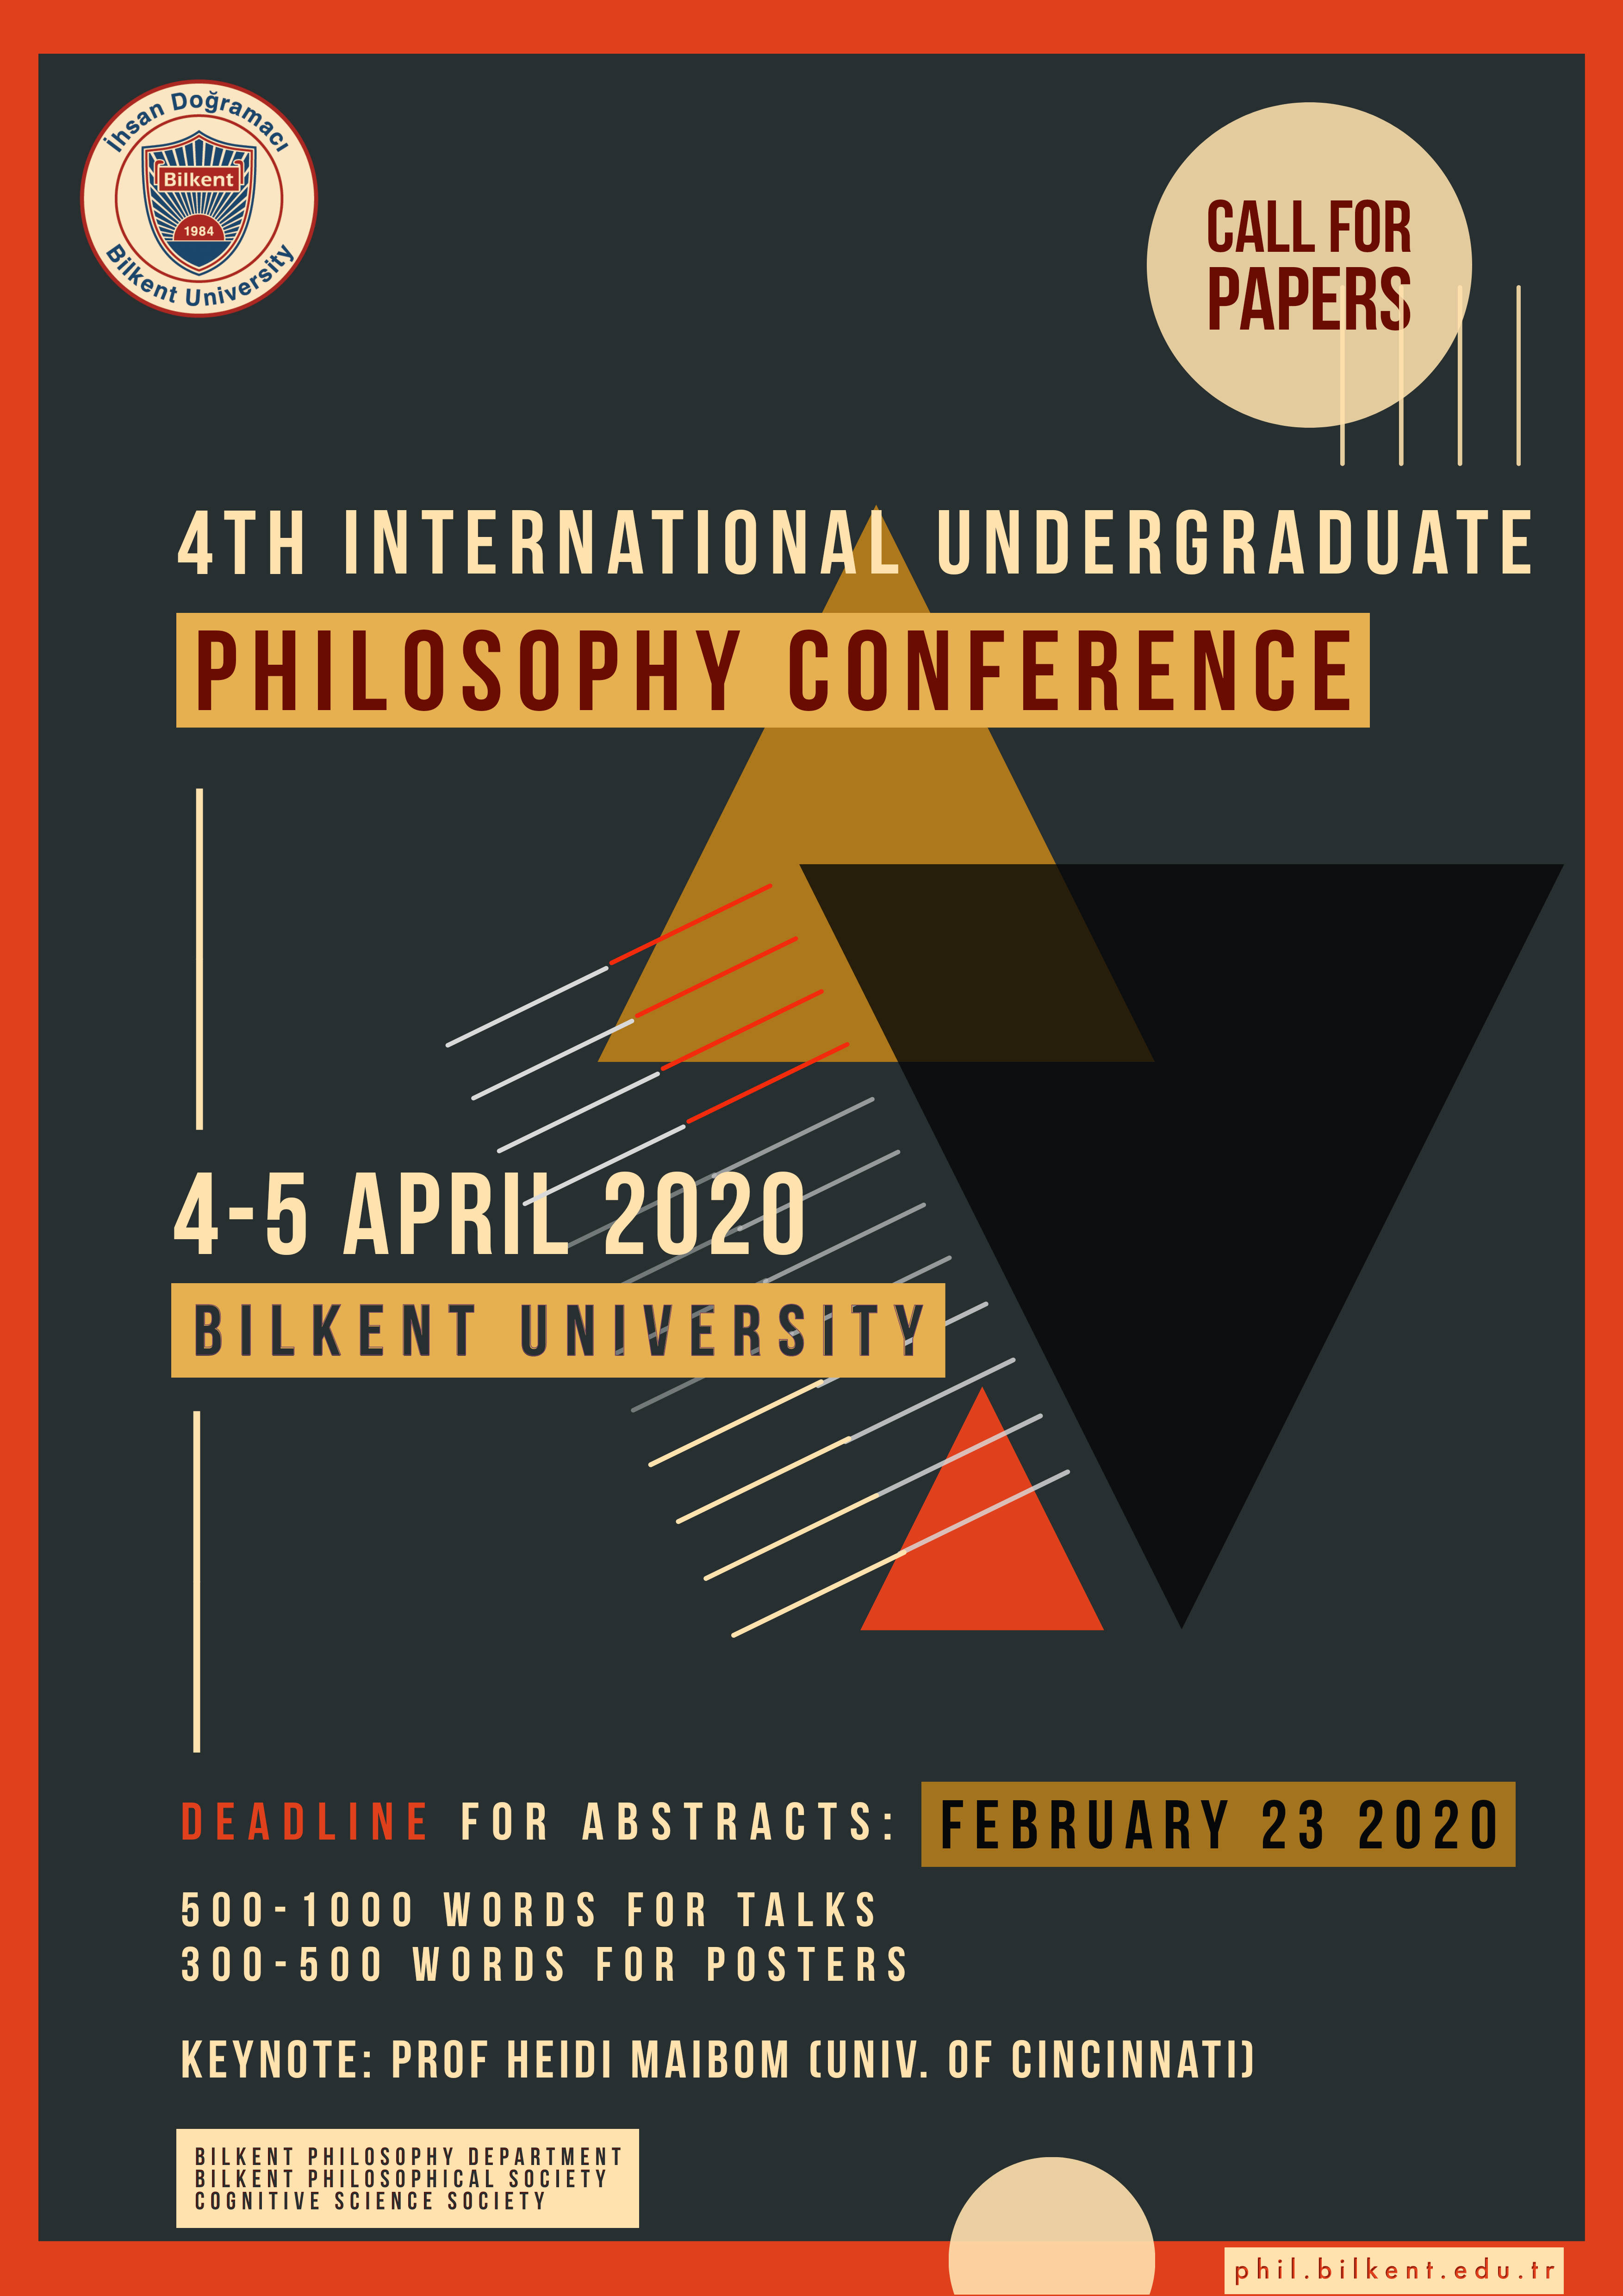 İhsan Doğramacı
Bilkent
1984
Bilkent University
CALL FOR
PAPERS
4TH INTERNATIONAL UNDERGRADUATE
PHILOSOPHY CONFERENCE
4-5 APRIL 2020
BILKENT UNIVERSITY
DEADLINE FOR ABSTRACTS: FEBRUARY 23 2020
500-1000 WORDS FOR TALKS
300-500 WORDS FOR POSTERS
KEYNOTE: PROF HEIDI MAIBOM (UNIV. OF CINCINNATI)
BILKENT PHILOSOPHY DEPARTMENT
BILKENT PHILOSOPHICAL SOCIETY
COGNITIVE SCIENCE SOCIETY
phil.bilkent.edu.tr